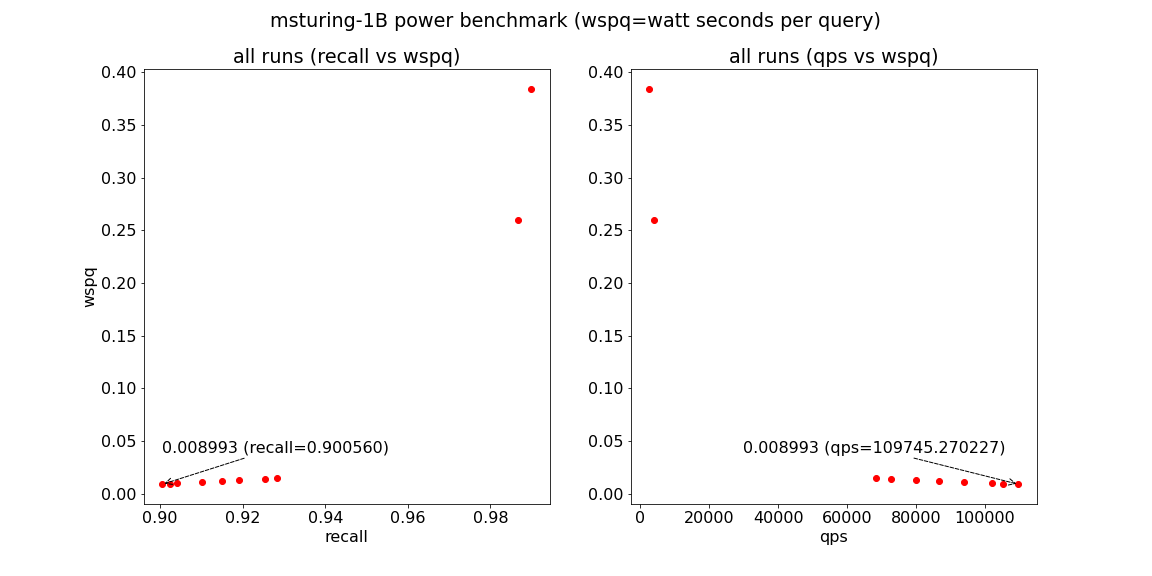 msturing-1B power benchmark (wspq=watt seconds per query)
all runs (recall vs wspq)
0.40
0.35
0.30
0.25
0.20
0.15
0.10
0.05
0.00
wspq
0.008993 (recall=0.900560)
0.90 0.92 0.94 0.96 0.98
recall
all runs (qps vs wspq)
0.40
0.35
0.30
0.25
0.20
0.15
0.10
0.05
0.00
0.008993 (qps=109745.270227)
0 20000 40000 60000 80000 100000
qps